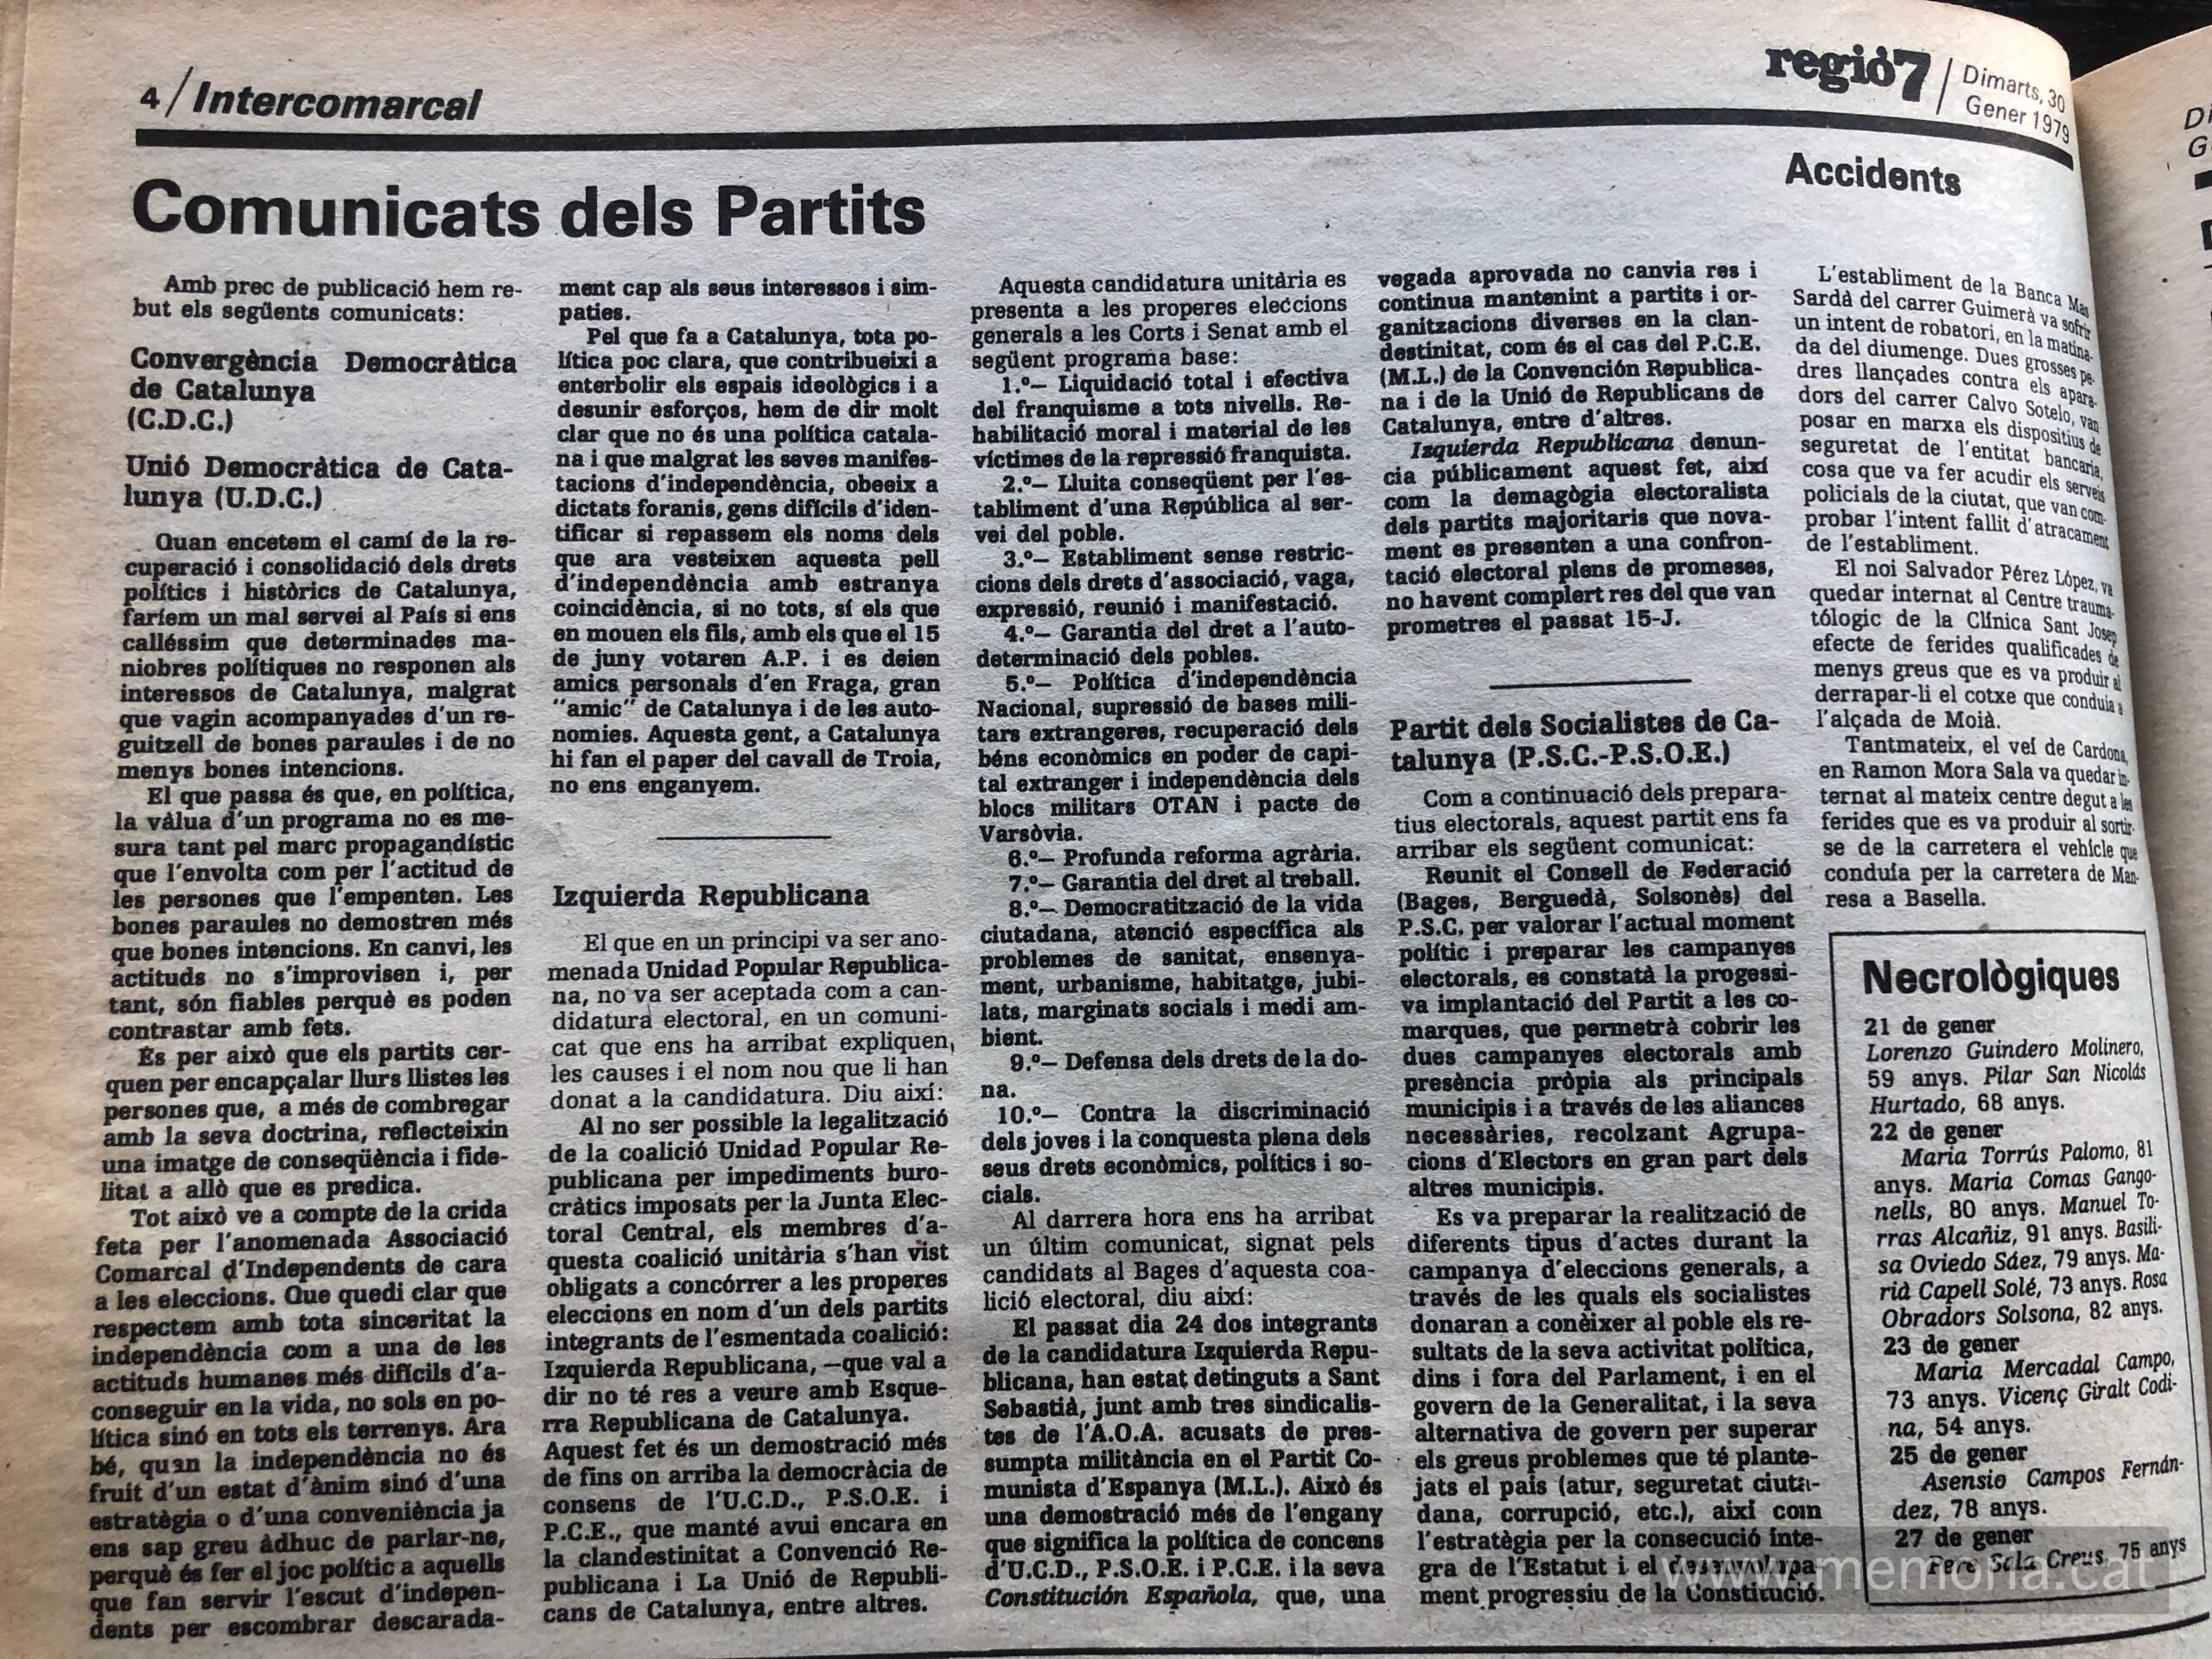 4 / Intercomarcal
regió7
Dimarts, 30
Gener 1979
Comunicats dels Partits
Amb prec de publicació hem re-
but els següents comunicats:
Convergència Democràtica
de Catalunya
(C.D.C.)
Unió Democràtica de Cata-
lunya (U.D.C.)
Quan encetem el camí de la re-
cuperació i consolidació dels drets
polítics i històrics de Catalunya,
faríem un mal servei al País si ens
calléssim que determinades ma-
niobres polítiques no responen als
interessos de Catalunya, malgrat
que vagin acompanyades d'un re-
guitzell de bones paraules i de no
menys bones intencions.
El que passa és que, en política,
la vàlua d'un programa no es me-
sura tant pel marc propagandístic
que l'envolta com per l'actitud de
les persones que l'empenten. Les
bones paraules no demostren més
que bones intencions. En canvi, les
actituds no s'improvisen i, per
tant, són fiables perquè es poden
contrastar amb fets.
És per això que els partits cer-
quen per encapçalar llurs llistes les
persones que, a més de combregar
amb la seva doctrina, reflecteixin
una imatge de conseqüència i fide-
litat a allò que es predica.
Tot això ve a compte de la crida
feta per l'anomenada Associació
Comarcal d'Independents de cara
a les eleccions. Que quedi clar que
respectem amb tota sinceritat la
independència com a una de les
actituds humanes més difícils d'a-
conseguir en la vida, no sols en po-
lítica sinó en tots els terrenys. Ara
bé, quan la independència no és
fruit d'un estat d'ànim sinó d'una
estratègia o d'una conveniència ja
ens sap greu àdhuc de parlar-ne,
perquè és fer el joc polític a aquells
que fan servir l'escut d'indepen-
dents per escombrar descarada-
ment cap als seus interessos i sim-
paties.
Pel que fa a Catalunya, tota po-
lítica poc clara, que contribueixi a
enterbolir els espais ideològics i a
desunir esforços, hem de dir molt
clar que no és una política catala-
na i que malgrat les seves manifes-
tacions d'independència, obeeix a
dictats foranis, gens difícils d'iden-
tificar si repassem els noms dels
que ara vesteixen aquesta pell
d'independència amb estranya
coincidència, si no tots, sí els que
en mouen els fils, amb els que el 15
de juny votaren A.P. i es deien
amics personals d'en Fraga, gran
"amic" de Catalunya i de les auto-
nomies. Aquesta gent, a Catalunya
hi fan el paper del cavall de Troia,
no ens enganyem.
Izquierda Republicana
El que en un principi va ser ano-
menada Unidad Popular Republica-
na, no va ser aceptada com a can-
didatura electoral, en un comuni-
cat que ens ha arribat expliquen,
les causes i el nom nou que li han
donat a la candidatura. Diu així:
Al no ser possible la legalització
de la coalició Unidad Popular Re-
publicana per impediments buro-
cràtics imposats per la Junta Elec-
toral Central, els membres d'a-
questa coalició unitària s'han vist
obligats a concórrer a les properes
eleccions en nom d'un dels partits
integrants de l'esmentada coalició:
Izquierda Republicana, —que val a
dir no té res a veure amb Esque-
rra Republicana de Catalunya.
Aquest fet és un demostració més
de fins on arriba la democràcia de
consens de l'U.C.D., P.S.O.E. i
P.C.E., que manté avui encara en
la clandestinitat a Convenció Re-
publicana i La Unió de Republi-
cans de Catalunya, entre altres.
Aquesta candidatura unitària es
presenta a les properes eleccions
generals a les Corts i Senat amb el
següent programa base:
1.º— Liquidació total i efectiva
del franquisme a tots nivells. Re-
habilitació moral i material de les
víctimes de la repressió franquista.
2.º— Lluita conseqüent per l'es-
tabliment d'una República al ser-
vei del poble.
3.º— Establiment sense restric-
cions dels drets d'associació, vaga,
expressió, reunió i manifestació.
4.º— Garantia del dret a l'auto-
determinació dels pobles.
5.º— Política d'independència
Nacional, supressió de bases mili-
tars extrangeres, recuperació dels
béns econòmics en poder de capi-
tal extranger i independència dels
blocs militars OTAN i pacte de
Varsòvia.
6.º— Profunda reforma agrària.
7.º— Garantia del dret al treball.
8.º— Democratització de la vida
ciutadana, atenció específica als
problemes de sanitat, ensenya-
ment, urbanisme, habitatge, jubi-
lats, marginats socials i medi am-
bient.
9.º— Defensa dels drets de la do-
na.
10.º— Contra la discriminació
dels joves i la conquesta plena dels
seus drets econòmics, polítics i so-
cials.
Al darrera hora ens ha arribat
un últim comunicat, signat pels
candidats al Bages d'aquesta coa-
lició electoral, diu així:
El passat dia 24 dos integrants
de la candidatura Izquierda Repu-
blicana, han estat detinguts a Sant
Sebastià, junt amb tres sindicalis-
tes de l'A.O.A. acusats de pres-
sumpta militància en el Partit Co-
munista d'Espanya (M.L.). Això és
una demostració més de l'engany
que significa la política de concens
d'U.C.D., P.S.O.E. i P.C.E. i la seva
Constitución Española, que, una
vegada aprovada no canvia res i
continua mantenint a partits i or-
ganitzacions diverses en la clan-
destinitat, com és el cas del P.C.E.
(M.L.) de la Convención Republica-
na i de la Unió de Republicans de
Catalunya, entre d'altres.
Izquierda Republicana denun-
cia públicament aquest fet, així
com la demagògia electoralista
dels partits majoritaris que nova-
ment es presenten a una confron-
tació electoral plens de promeses,
no havent complert res del que van
prometres el passat 15-J.
Partit dels Socialistes de Ca-
talunya (P.S.C.-P.S.O.E.)
Com a continuació dels prepara-
tius electorals, aquest partit ens fa
arribar els següent comunicat:
Reunit el Consell de Federació
(Bages, Berguedà, Solsonès) del
P.S.C. per valorar l'actual moment
polític i preparar les campanyes
electorals, es constatà la progessi-
va implantació del Partit a les co-
marques, que permetrà cobrir les
dues campanyes electorals amb
presència pròpia als principals
municipis i a través de les aliances
necessàries, recolzant Agrupa-
cions d'Electors en gran part dels
altres municipis.
Es va preparar la realització de
diferents tipus d'actes durant la
campanya d'eleccions generals, a
través de les quals els socialistes
donaran a conèixer al poble els re-
sultats de la seva activitat política,
dins i fora del Parlament, i en el
govern de la Generalitat, i la seva
alternativa de govern per superar
els greus problemes que té plante-
jats el pais (atur, seguretat ciuta-
dana, corrupció, etc.), així com
l'estratègia per la consecució inte-
gra de l'Estatut i el desenvolupa-
ment progressiu de la Constitució.
Accidents
L'establiment de la Banca Mas
Sardà del carrer Guimerà va sofrir
un intent de robatori, en la matina-
da del diumenge. Dues grosses pe-
dres llançades contra els apara-
dors del carrer Calvo Sotelo, van
posar en marxa els dispositius de
seguretat de l'entitat bancaria,
cosa que va fer acudir els serveis
policials de la ciutat, que van com-
probar l'intent fallit d'atracament
de l'establiment.
El noi Salvador Pérez López, va
quedar internat al Centre trauma-
tólogic de la Clínica Sant Josep
efecte de ferides qualificades de
menys greus que es va produir al
derrapar-li el cotxe que conduïa a
l'alçada de Moià.
Tantmateix, el veí de Cardona,
en Ramon Mora Sala va quedar in-
ternat al mateix centre degut a les
ferides que es va produir al sortir-
se de la carretera el vehícle que
conduïa per la carretera de Man-
resa a Basella.
Necrològiques
21 de gener
Lorenzo Guindero Molinero,
59 anys. Pilar San Nicolás
Hurtado, 68 anys.
22 de gener
Maria Torrús Palomo, 81
anys. Maria Comas Gango-
nells, 80 anys. Manuel To-
rras Alcañiz, 91 anys. Basili-
sa Oviedo Sáez, 79 anys. Ma-
rià Capell Solé, 73 anys. Rosa
Obradors Solsona, 82 anys.
23 de gener
Maria Mercadal Campo,
73 anys. Vicenç Giralt Codi-
na, 54 anys.
25 de gener
Asensio Campos Fernán-
dez, 78 anys.
27 de gener
Pere Sala Creus, 75 anys
www.memoria.cat